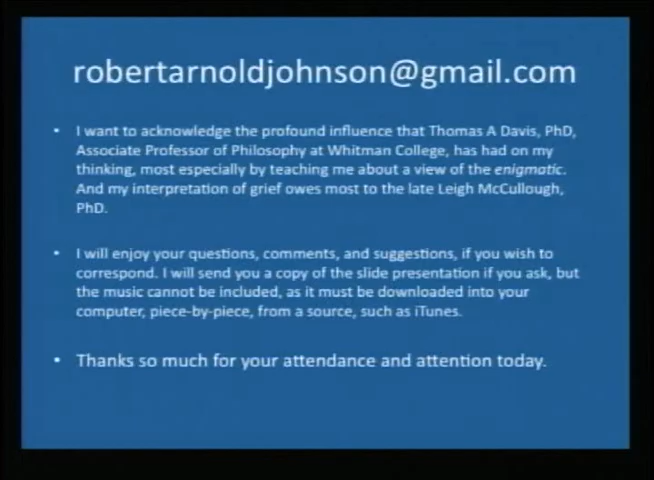 robertarnoldjohnson@gmail.com
• I want to acknowledge the profound influence that Thomas A Davis, PhD,
Associate Professor of Philosophy at Whitman College, has had on my
thinking, most especially by teaching me about a view of the enigmatic.
And my interpretation of grief owes most to the late Leigh McCullough,
PhD.
• I will enjoy your questions, comments, and suggestions, if you wish to
correspond. I will send you a copy of the slide presentation if you ask, but
the music cannot be included, as it must be downloaded into your
computer, piece-by-piece, from a source, such as iTunes.
• Thanks so much for your attendance and attention today.